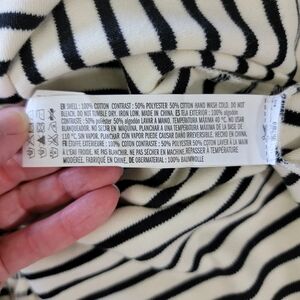 EN SHELL: 100% COTTON CONTRAST: 50% POLYESTER 50% COTTON HAND WASH COLD. DO NOT
BLEACH. DO NOT TUMBLE DRY. IRON LOW. MADE IN CHINA. ES TELA EXTERIOR: 100% algodón
CONTRASTE: 50% poliéster 50% algodón LAVAR A MANO. TEMPERATURA MÁXIMA 40 °C. NO USAR
BLANQUEADOR. NO SECAR EN MÁQUINA. PLANCHAR A UNA TEMPERATURA MÁXIMA DE LA BASE DE
110 °C, SIN VAPOR. PLANCHAR CON VAPOR PUEDE CAUSAR DAÑOS IRREVERSIBLES. HECHO EN CHINA.
FR ÉTOFFE EXTÉRIEURE: 100% COTON CONTRASTE: 50% POLYESTER 50% COTON LAVER À LA MAIN
À L'EAU FROIDE. NE PAS BLANCHIR. NE PAS SÉCHER EN MACHINE. REPASSER À TEMPÉRATURE
MODÉRÉE. FABRIQUÉ EN CHINE. DE OBERMATERIAL: 100% BAUMWOLLE